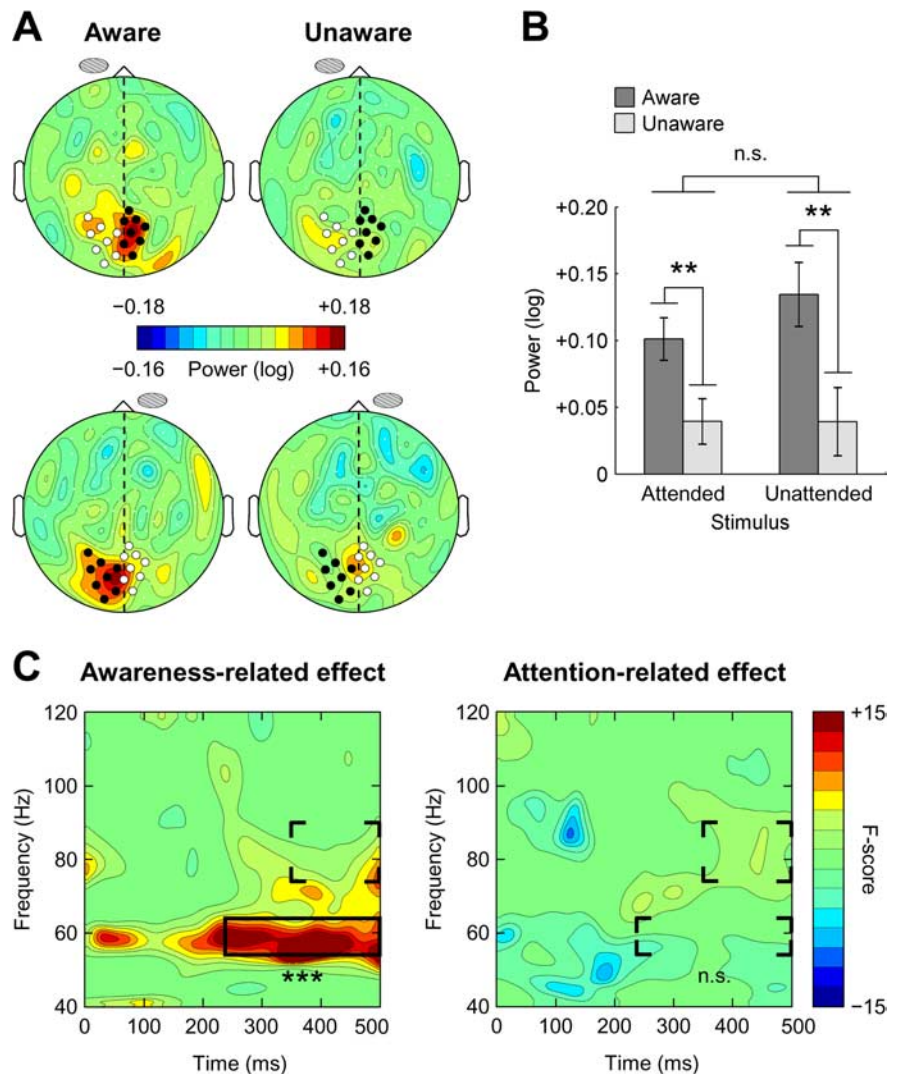 A
Aware
Unaware
−0.18
+0.18
−0.16
Power (log)
+0.16
B
Aware
Unaware
n.s.
+0.20
+0.15
+0.10
+0.05
0
Power (log)
**
**
Attended
Unattended
Stimulus
C
Awareness-related effect
Attention-related effect
120
100
80
60
40
Frequency (Hz)
***
0
100
200
300
400
500
Time (ms)
120
100
80
60
40
Frequency (Hz)
n.s.
0
100
200
300
400
500
Time (ms)
+15
F-score
−15